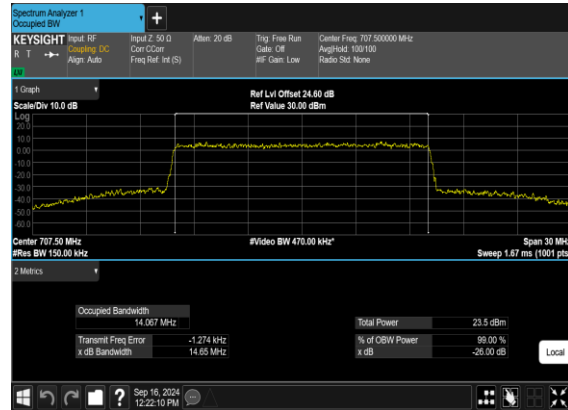 Spectrum Analyzer 1
Occupied BW
+
KEYSIGHT Input: RF Input Z: 50 Ω Atten: 20 dB Trig: Free Run Center Freq: 707.500000 MHz
R T Coupling: DC Corr CCorr Gate: Off Avg|Hold: 100/100
Align: Auto Freq Ref: Int (S) #IF Gain: Low Radio Std: None
1 Graph Ref Lvl Offset 24.60 dB
Scale/Div 10.0 dB Ref Value 30.00 dBm
Log
20.0
10.0
0.00
-10.0
-20.0
-30.0
-40.0
-50.0
-60.0
Center 707.50 MHz #Video BW 470.00 kHz* Span 30 MHz
#Res BW 150.00 kHz Sweep 1.67 ms (1001 pts)
2 Metrics
Occupied Bandwidth
14.067 MHz Total Power 23.5 dBm
Transmit Freq Error -1.274 kHz % of OBW Power 99.00 %
x dB Bandwidth 14.65 MHz x dB -26.00 dB
Local
? Sep 16, 2024
12:22:10 PM